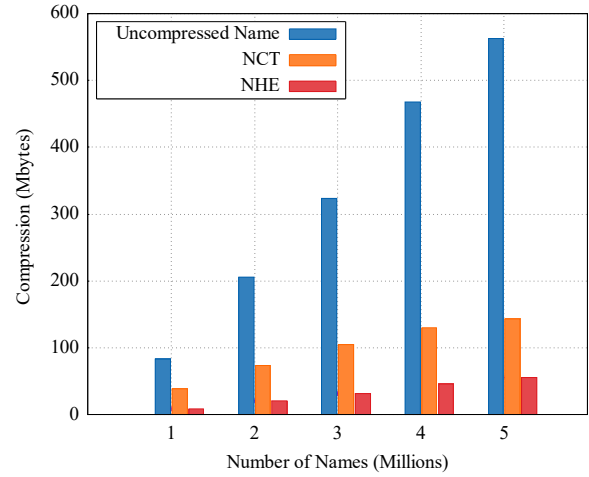 600
500
400
300
200
100
0
Compression (Mbytes)
Uncompressed Name
NCT
NHE
1 2 3 4 5
Number of Names (Millions)